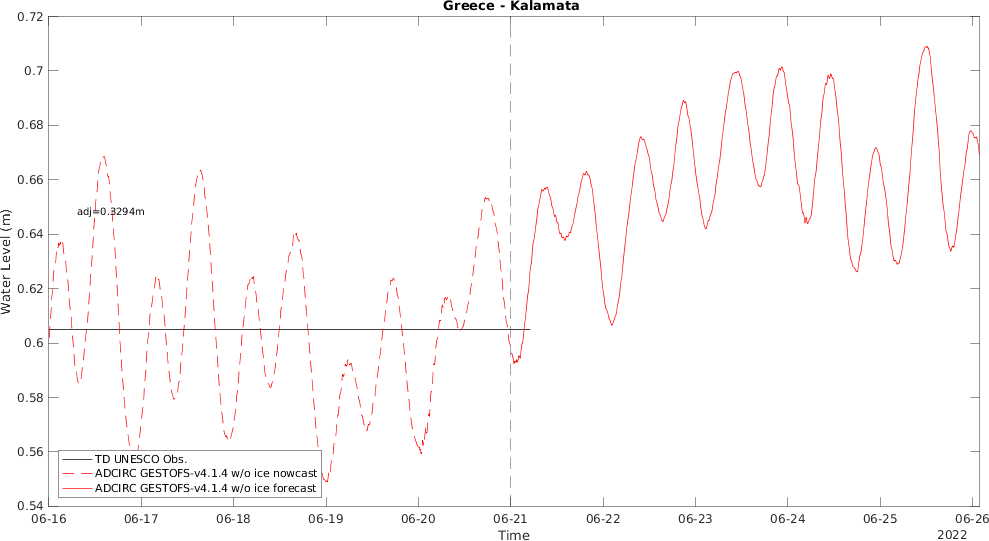 Greece - Kalamata
0.72
0.7
0.68
0.66
0.64
0.62
0.6
0.58
0.56
0.54
Water Level (m)
adj=0.3294m
TD UNESCO Obs.
ADCIRC GESTOFS-v4.1.4 w/o ice nowcast
ADCIRC GESTOFS-v4.1.4 w/o ice forecast
06-16 06-17 06-18 06-19 06-20 06-21 06-22 06-23 06-24 06-25 06-26
Time
2022